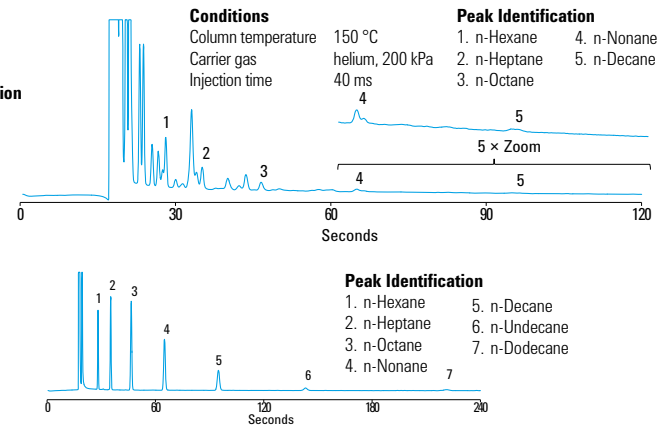 Conditions
Column temperature 150 °C
Carrier gas helium, 200 kPa
Injection time 40 ms
Peak Identification
1. n-Hexane 4. n-Nonane
2. n-Heptane 5. n-Decane
3. n-Octane
ion
1
2
3
4
5
5 × Zoom
4
5
0 30 60 90 120
Seconds
Peak Identification
1. n-Hexane 5. n-Decane
2. n-Heptane 6. n-Undecane
3. n-Octane 7. n-Dodecane
4. n-Nonane
1
2
3
4
5
6
7
0 60 120 180 240
Seconds